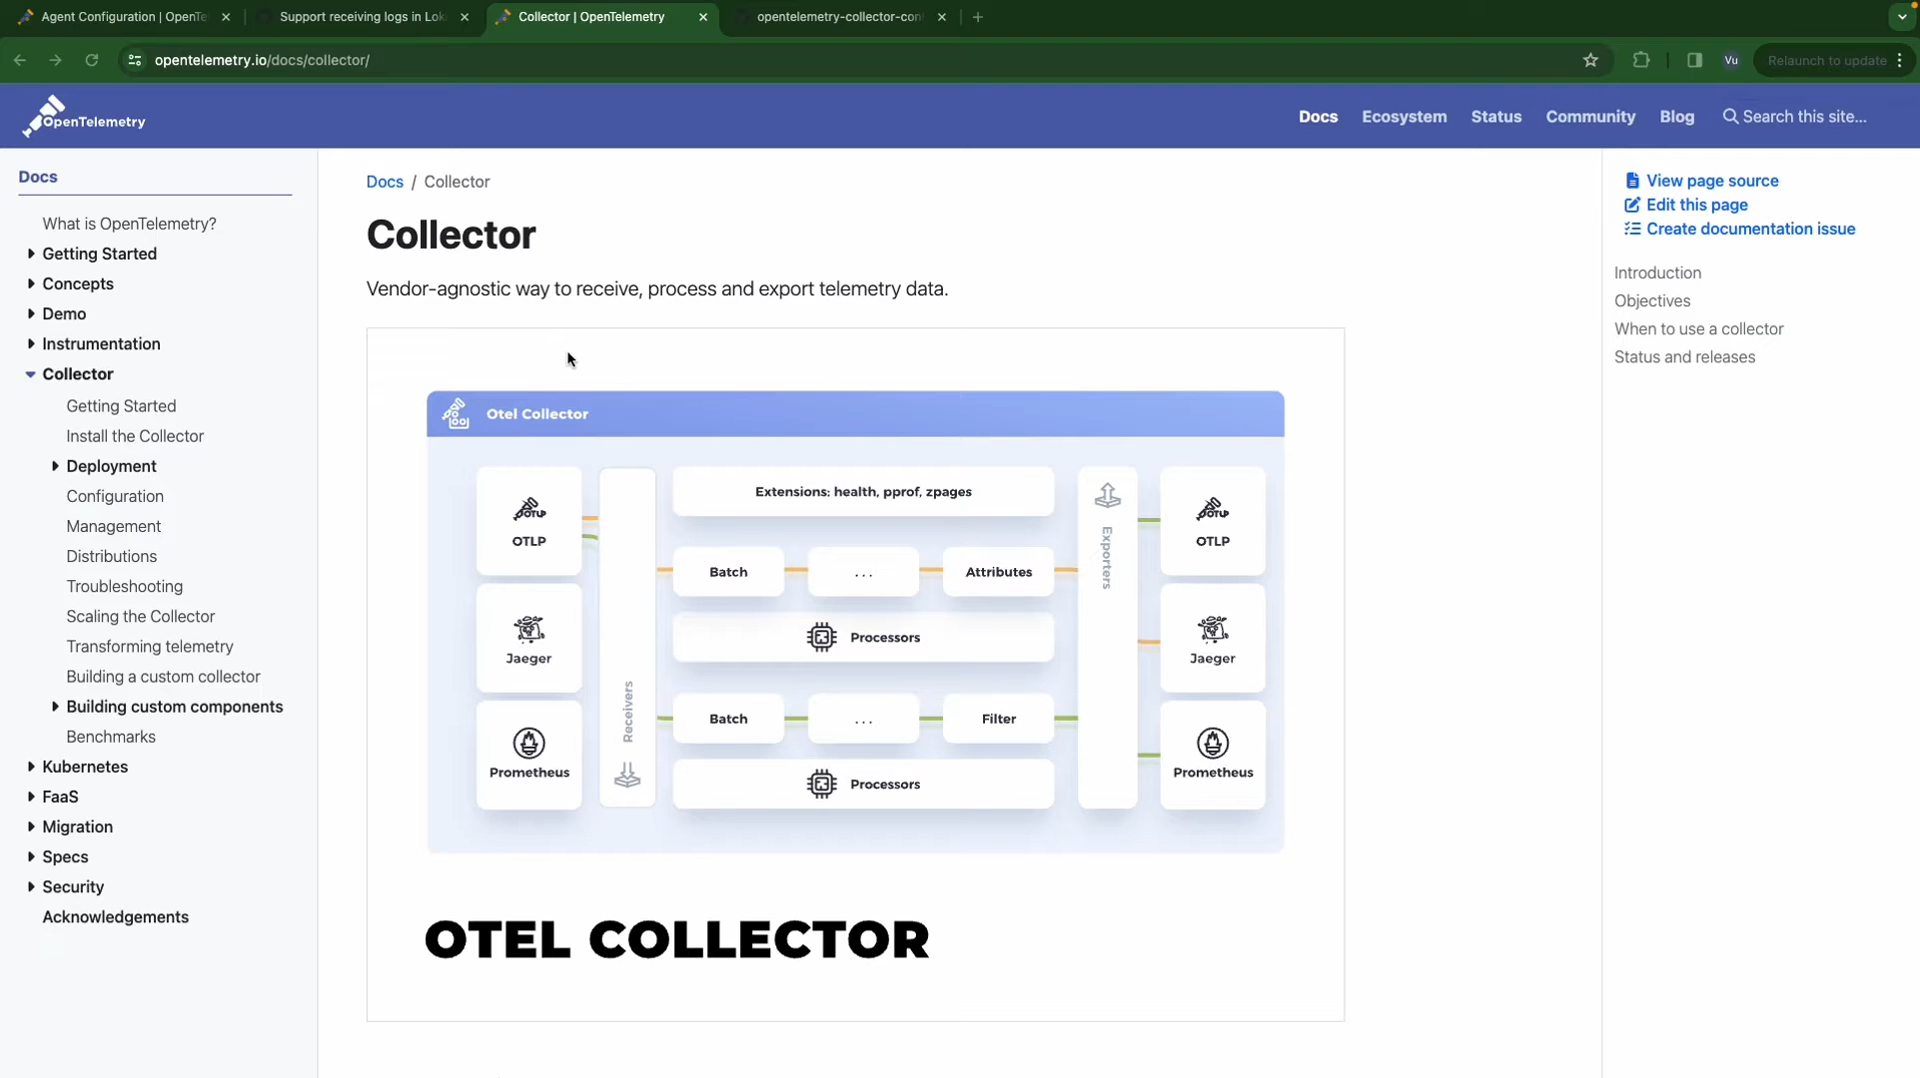 Agent Configuration | OpenTe
Support receiving logs in Lok
Collector | OpenTelemetry
opentelemetry-collector-con
opentelemetry.io/docs/collector/
Vu
Relaunch to update
OpenTelemetry
Docs
Ecosystem
Status
Community
Blog
Search this site...
Docs
What is OpenTelemetry?
Getting Started
Concepts
Demo
Instrumentation
Collector
Getting Started
Install the Collector
Deployment
Configuration
Management
Distributions
Troubleshooting
Scaling the Collector
Transforming telemetry
Building a custom collector
Building custom components
Benchmarks
Kubernetes
FaaS
Migration
Specs
Security
Acknowledgements
Docs / Collector
Collector
Vendor-agnostic way to receive, process and export telemetry data.
Otel Collector
OTLP
OTLP
Jaeger
Prometheus
Receivers
Extensions: health, pprof, zpages
Batch
...
Attributes
Processors
Batch
...
Filter
Processors
Exporters
OTLP
OTLP
Jaeger
Prometheus
OTEL COLLECTOR
View page source
Edit this page
Create documentation issue
Introduction
Objectives
When to use a collector
Status and releases